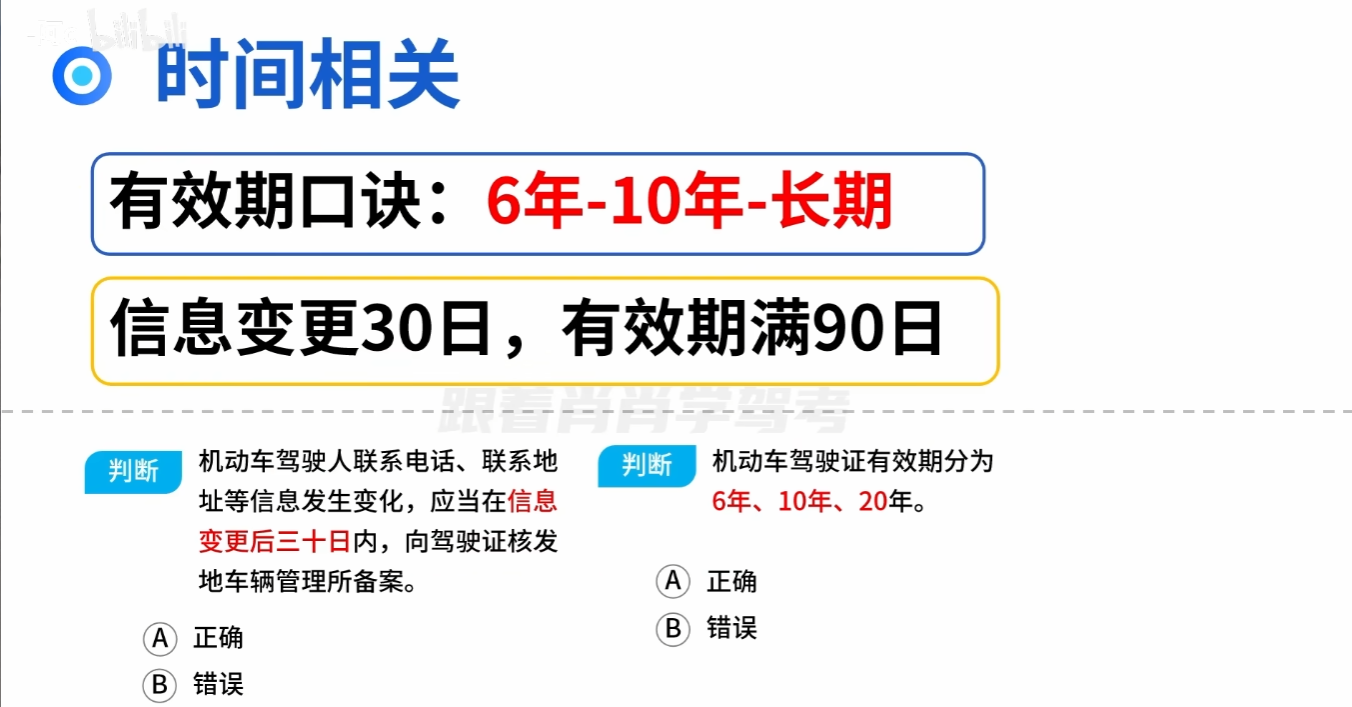 bilibili
时间相关
有效期口诀：6年-10年-长期
信息变更30日，有效期满90日
跟着肖肖学驾考
判断
机动车驾驶人联系电话、联系地
址等信息发生变化，应当在信息
变更后三十日内，向驾驶证核发
地车辆管理所备案。
A 正确
B 错误
判断
机动车驾驶证有效期分为
6年、10年、20年。
A 正确
B 错误